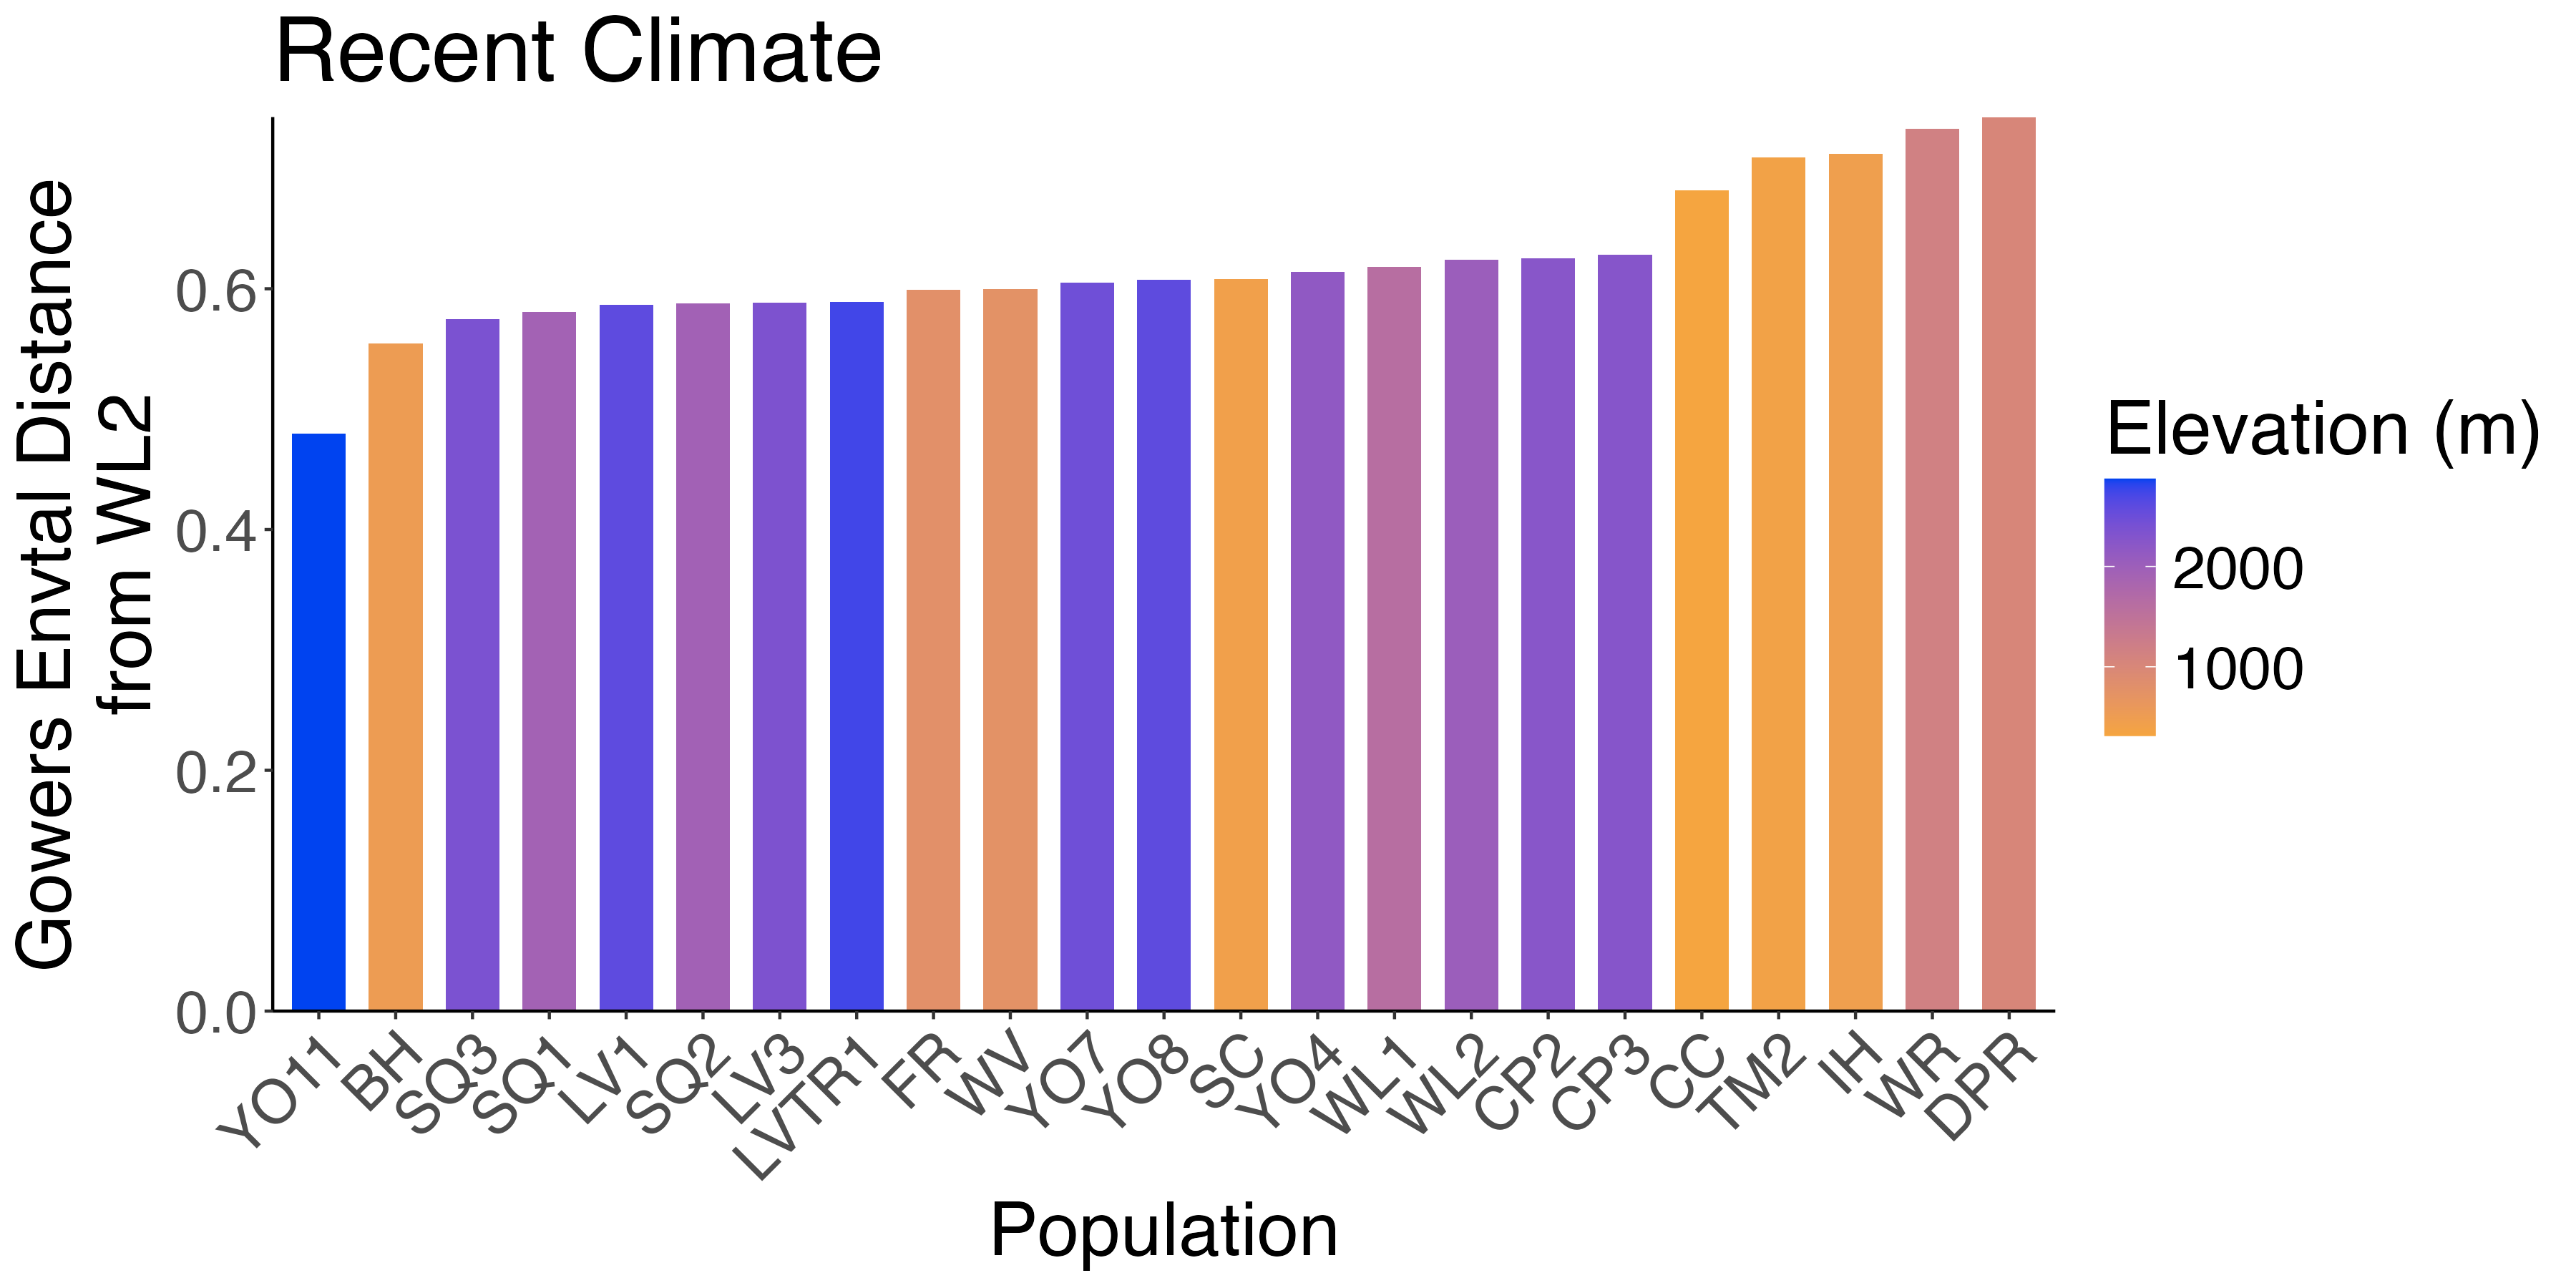 Recent Climate
Gowers Envtal Distance
from WL2
0.6
0.4
0.2
0.0
YO11
BH
SQ3
SQ1
LV1
SQ2
LV3
LVTR1
FR
WV
YO7
YO8
SC
YO4
WL1
WL2
CP2
CP3
CC
TM2
IH
WR
DPR
Population
Elevation (m)
2000
1000